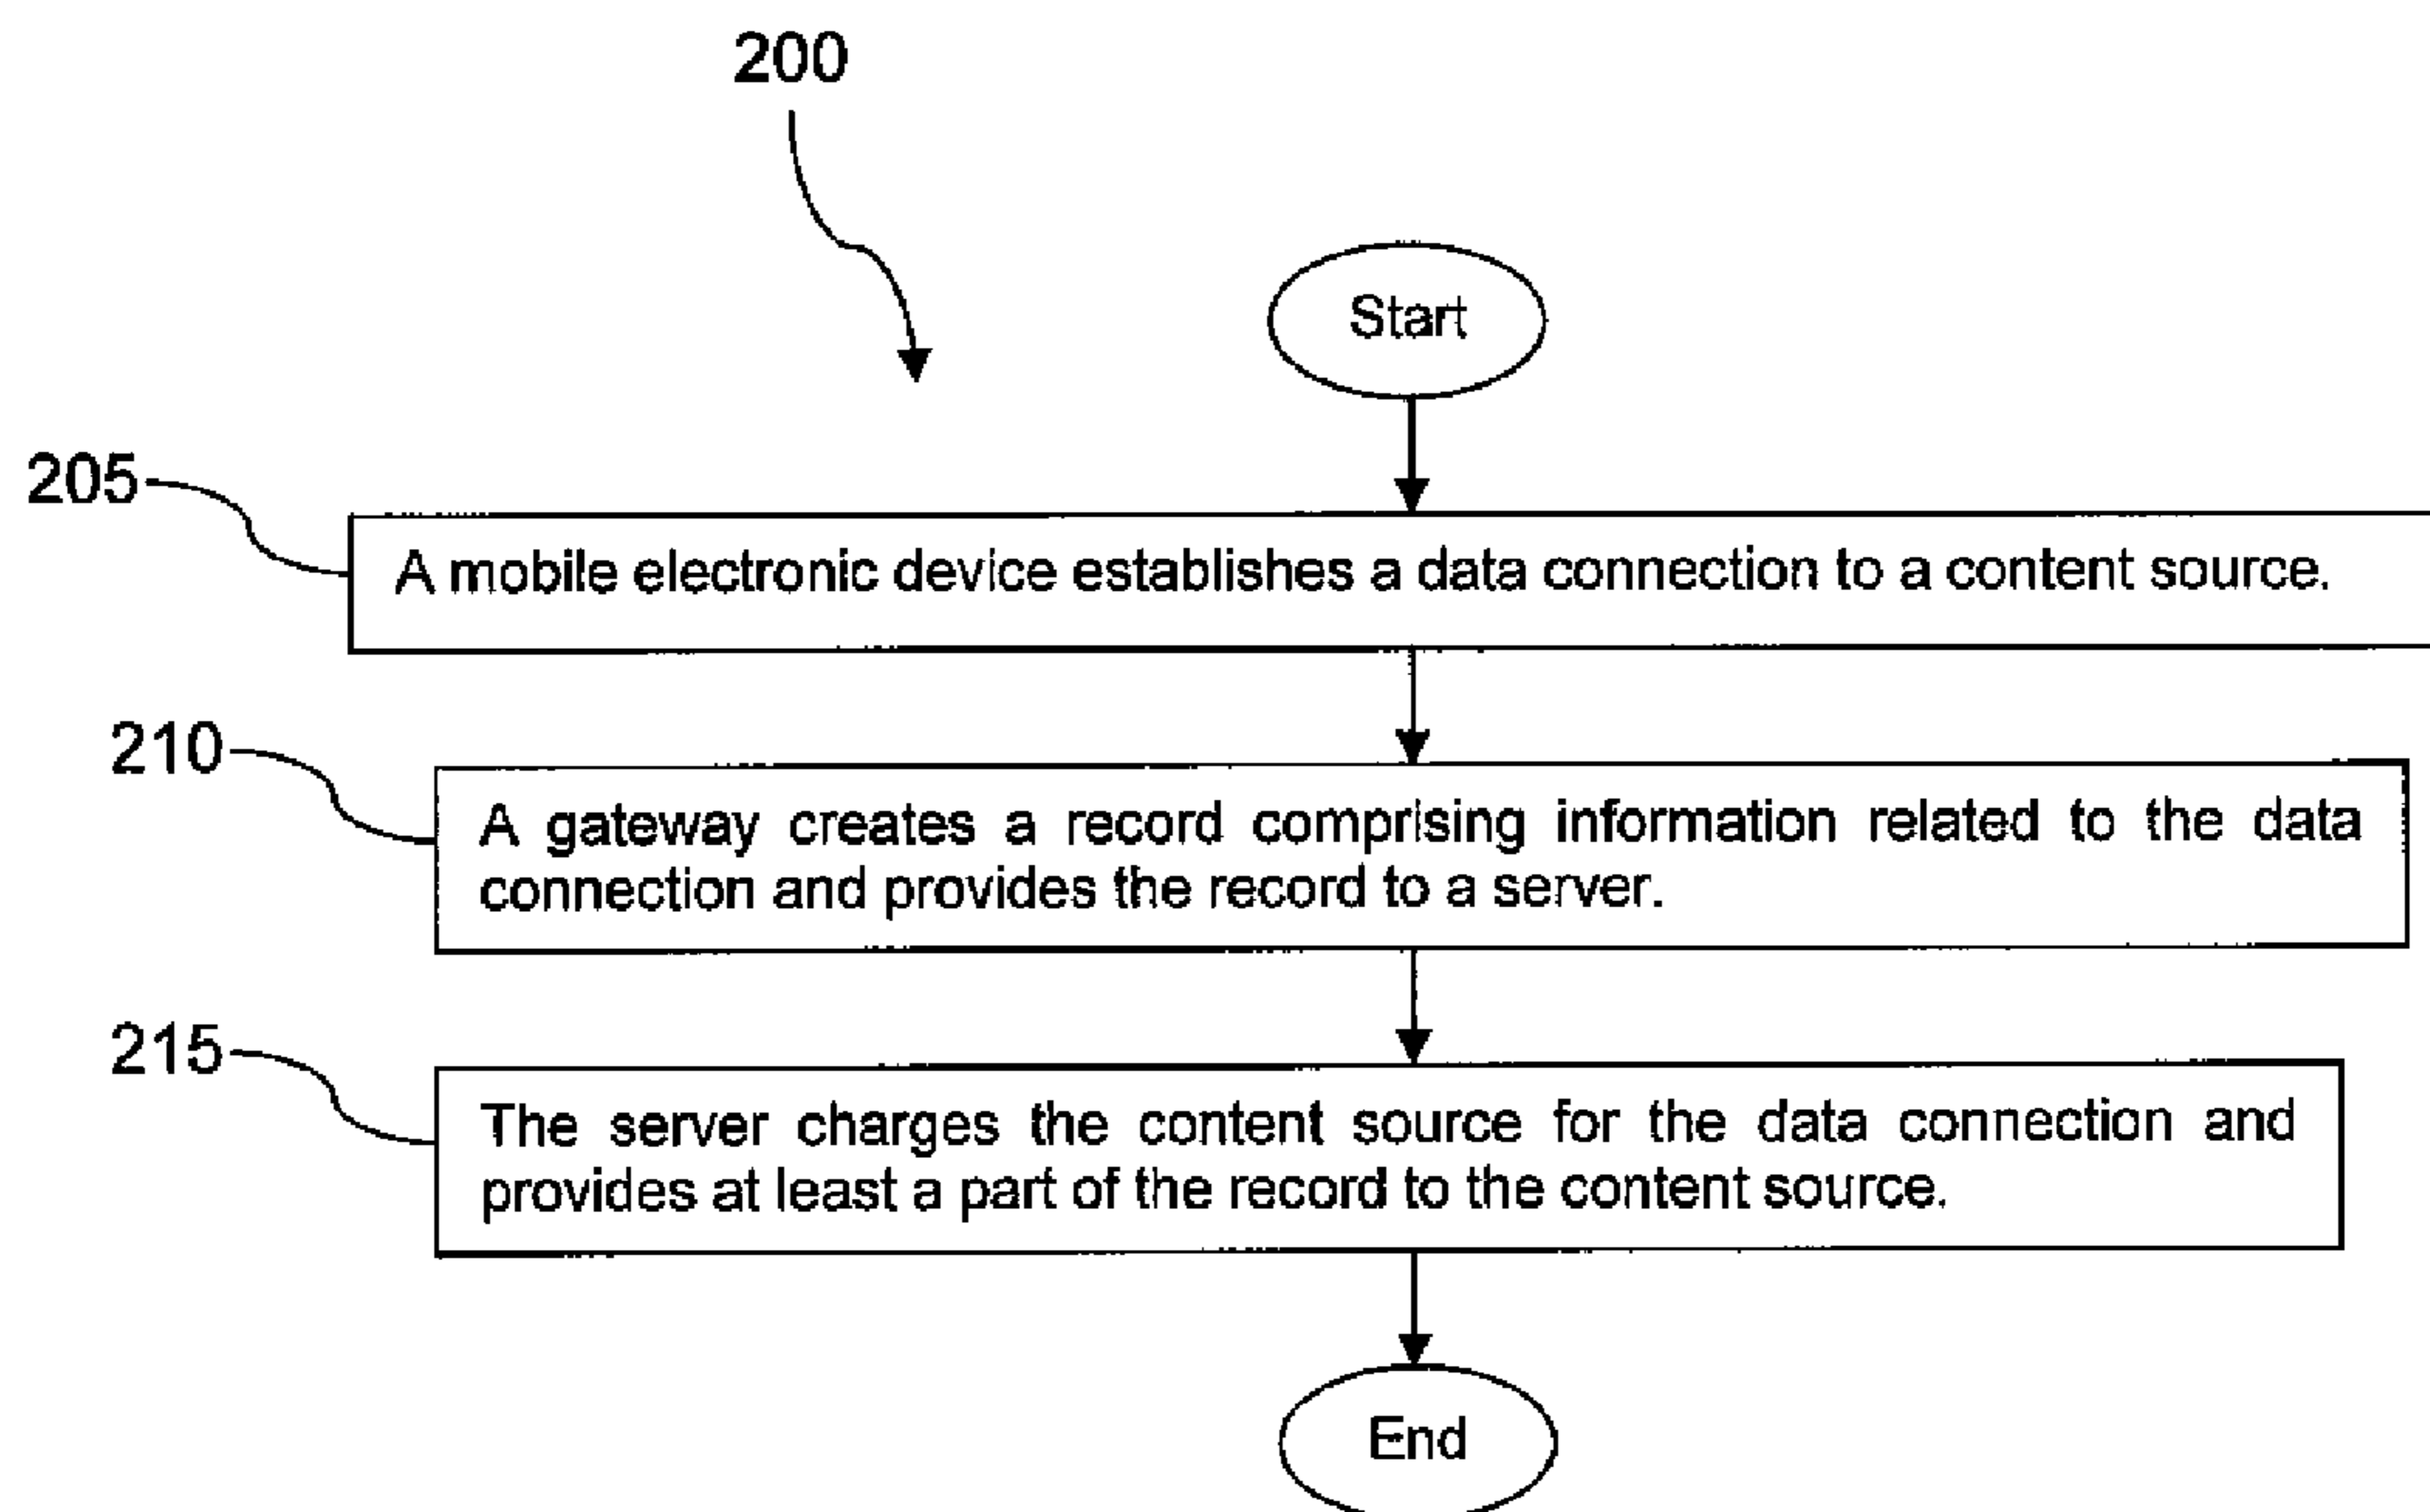 200
Start
205
A mobile electronic device establishes a data connection to a content source.
210
A gateway creates a record comprising information related to the data
connection and provides the record to a server.
215
The server charges the content source for the data connection and
provides at least a part of the record to the content source.
End